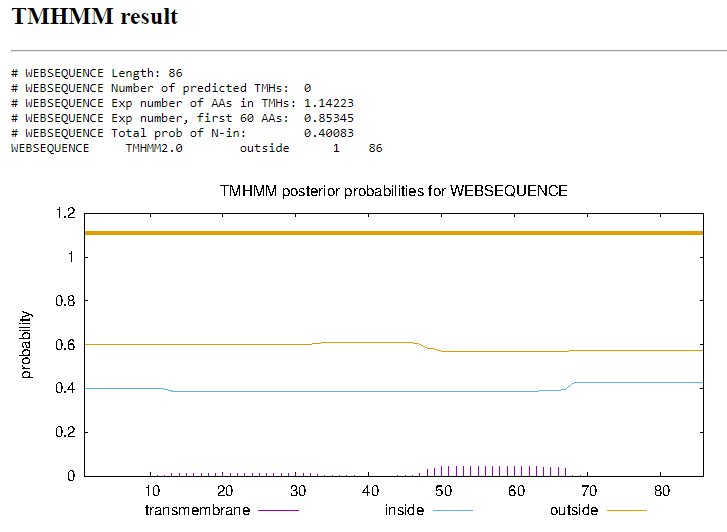 TMHMM result
# WEBSEQUENCE Length: 86
# WEBSEQUENCE Number of predicted TMHs:  0
# WEBSEQUENCE Exp number of AAs in TMHs: 1.14223
# WEBSEQUENCE Exp number, first 60 AAs:  0.85345
# WEBSEQUENCE Total prob of N-in:        0.40083
WEBSEQUENCE     TMHMM2.0        outside      1    86
TMHMM posterior probabilities for WEBSEQUENCE
1.2
1
0.8
0.6
0.4
0.2
0
probability
10 20 30 40 50 60 70 80
transmembrane inside outside